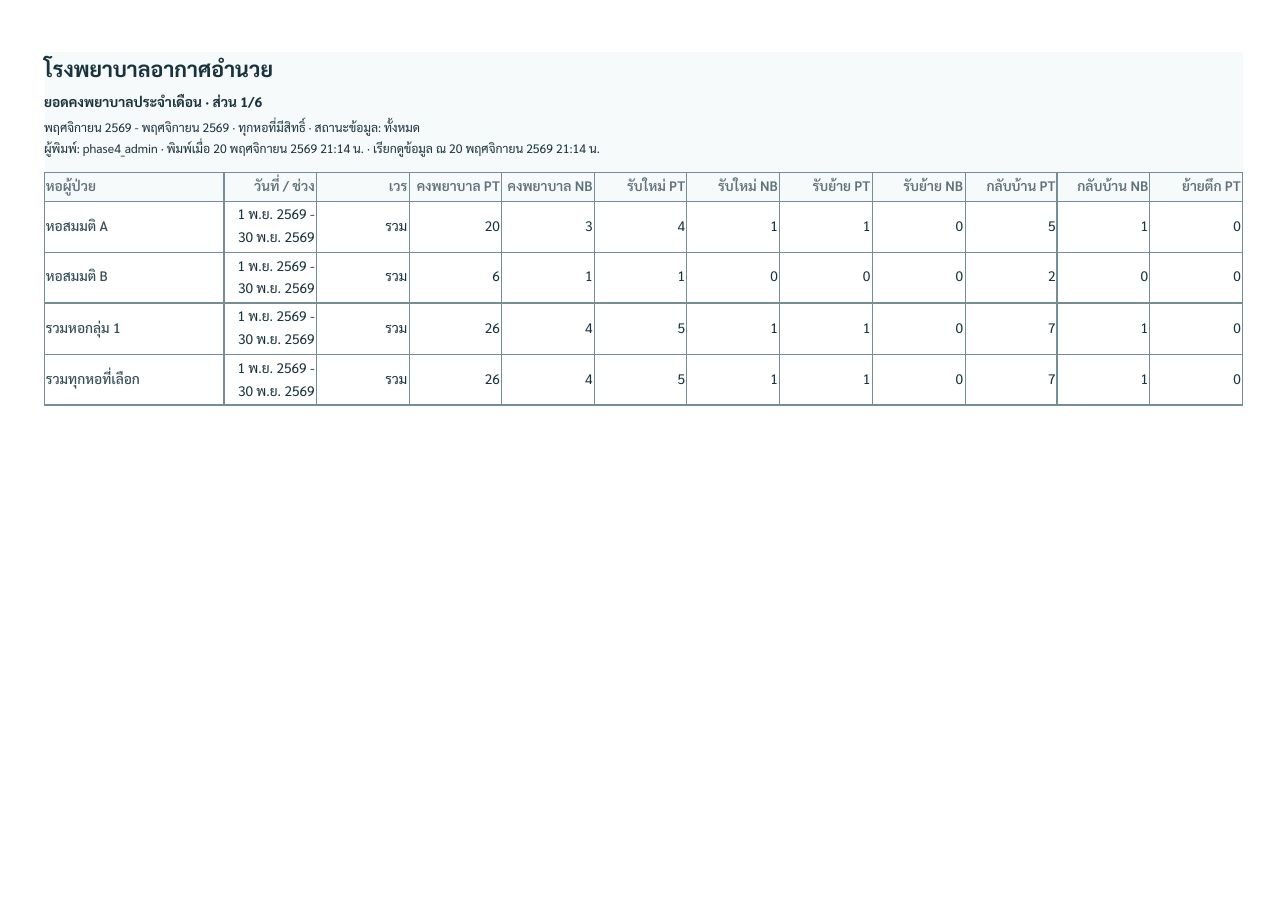 โรงพยาบาลอากาศอำนวย
ยอดคงพยาบาลประจำเดือน · ส่วน 1/6
พฤศจิกายน 2569 - พฤศจิกายน 2569 · ทุกหอที่มีสิทธิ์ · สถานะข้อมูล: ทั้งหมด
ผู้พิมพ์: phase4_admin · พิมพ์เมื่อ 20 พฤศจิกายน 2569 21:14 น. · เรียกดูข้อมูล ณ 20 พฤศจิกายน 2569 21:14 น.
หอผู้ป่วย วันที่ / ช่วง เวร คงพยาบาล PT คงพยาบาล NB รับใหม่ PT รับใหม่ NB รับย้าย PT รับย้าย NB กลับบ้าน PT กลับบ้าน NB ย้ายตึก PT
หอสมมติ A 1 พ.ย. 2569 - 30 พ.ย. 2569 รวม 20 3 4 1 1 0 5 1 0
หอสมมติ B 1 พ.ย. 2569 - 30 พ.ย. 2569 รวม 6 1 1 0 0 0 2 0 0
รวมหอกลุ่ม 1 1 พ.ย. 2569 - 30 พ.ย. 2569 รวม 26 4 5 1 1 0 7 1 0
รวมทุกหอที่เลือก 1 พ.ย. 2569 - 30 พ.ย. 2569 รวม 26 4 5 1 1 0 7 1 0